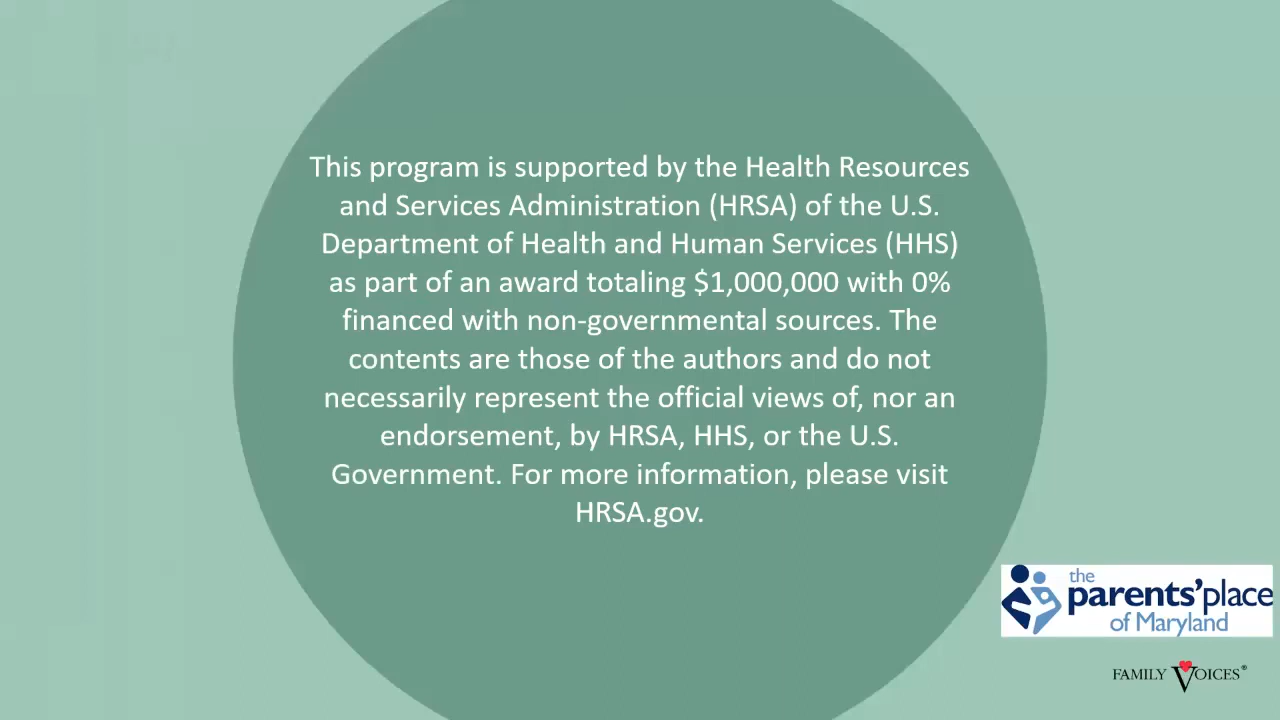 This program is supported by the Health Resources
and Services Administration (HRSA) of the U.S.
Department of Health and Human Services (HHS)
as part of an award totaling $1,000,000 with 0%
financed with non-governmental sources. The
contents are those of the authors and do not
necessarily represent the official views of, nor an
endorsement, by HRSA, HHS, or the U.S.
Government. For more information, please visit
HRSA.gov.
the
parents'place
of Maryland
FAMILY VOICES®